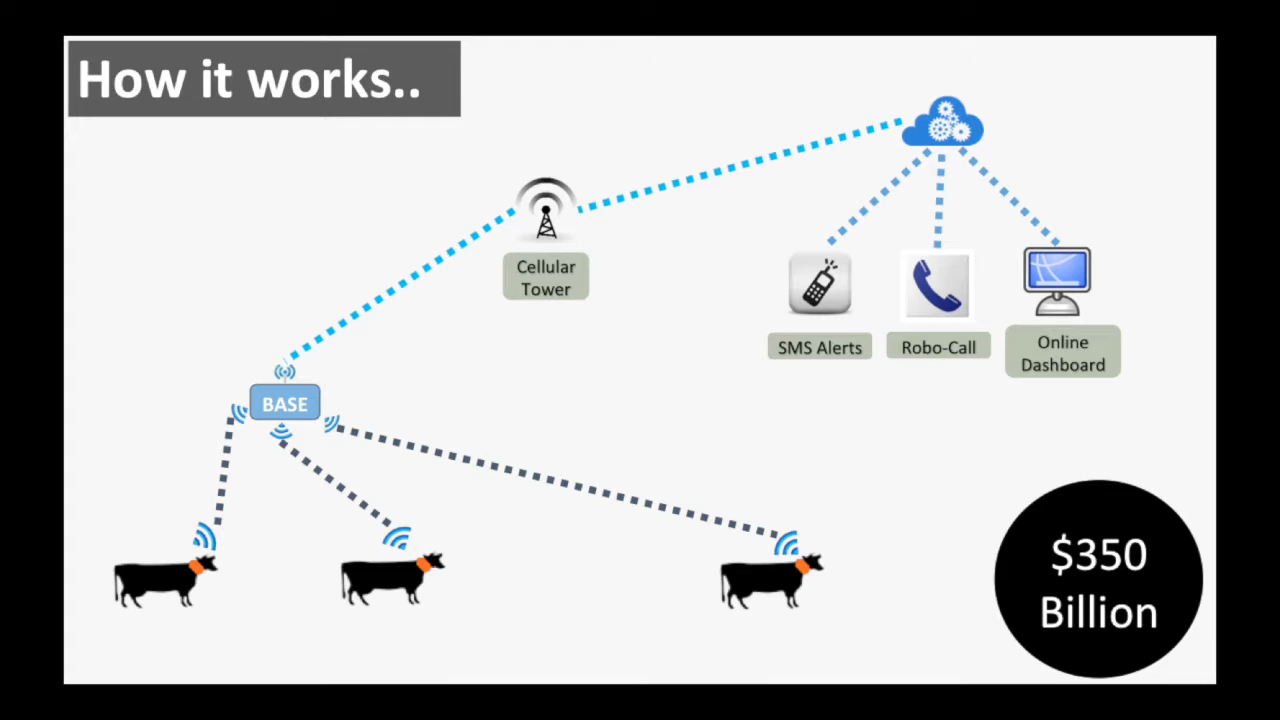 How it works..
Cellular
Tower
SMS Alerts
Robo-Call
Online
Dashboard
BASE
$350
Billion